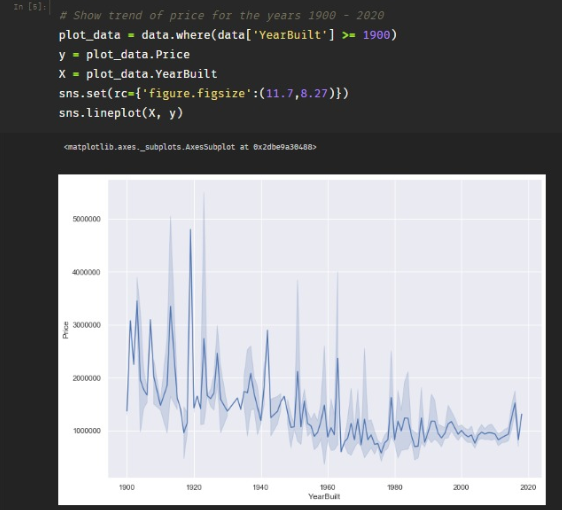 In [5]:
# Show trend of price for the years 1900 - 2020
plot_data = data.where(data['YearBuilt'] >= 1900)
y = plot_data.Price
X = plot_data.YearBuilt
sns.set(rc={'figure.figsize':(11.7,8.27)})
sns.lineplot(X, y)
<matplotlib.axes._subplots.AxesSubplot at 0x2dbe9a30488>
5000000
4000000
3000000
2000000
1000000
Price
1900 1920 1940 1960 1980 2000 2020
YearBuilt